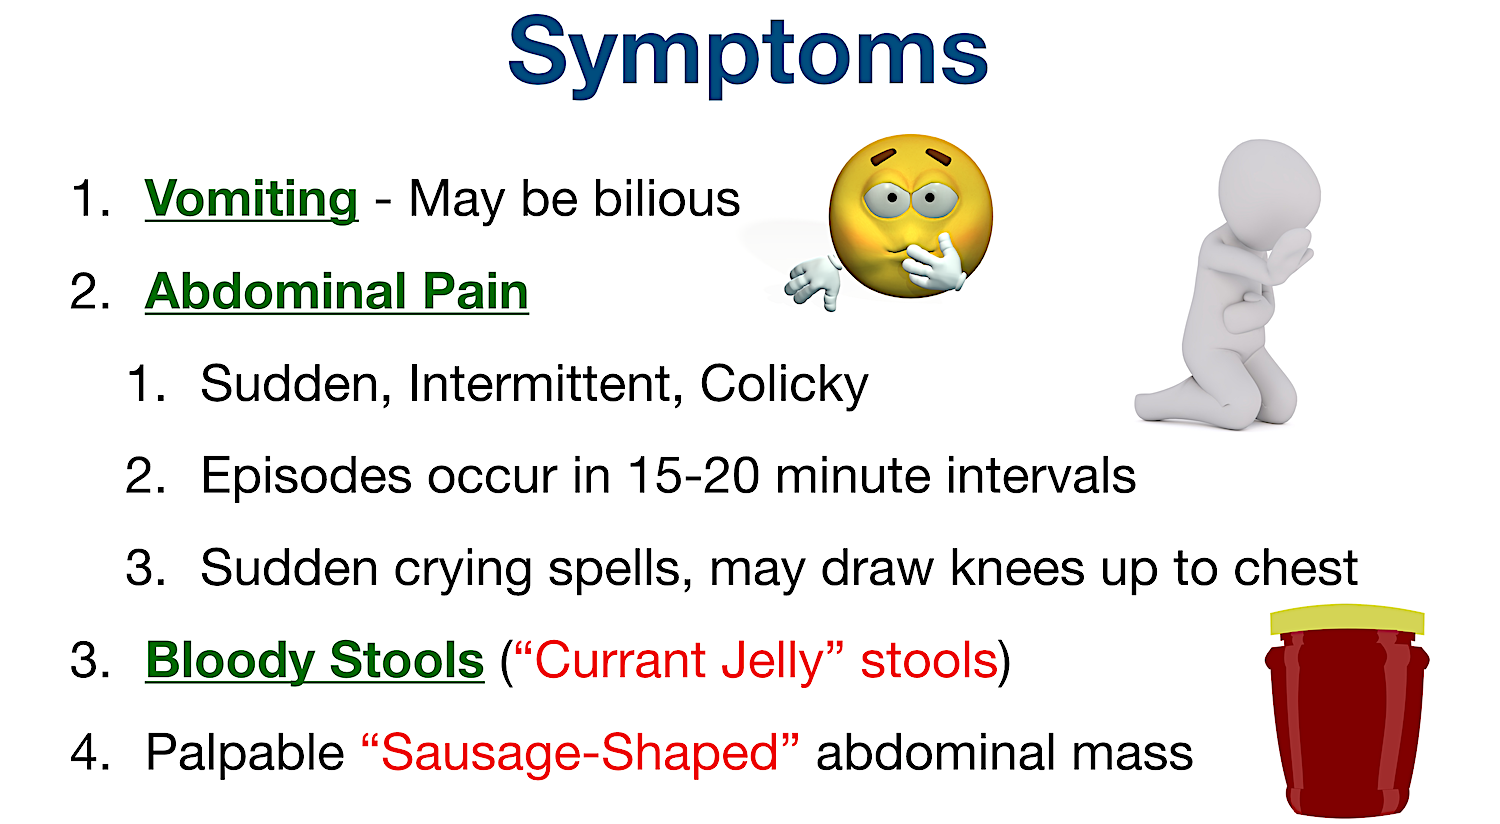 Symptoms
1. Vomiting - May be bilious
2. Abdominal Pain
1. Sudden, Intermittent, Colicky
2. Episodes occur in 15-20 minute intervals
3. Sudden crying spells, may draw knees up to chest
3. Bloody Stools (“Currant Jelly” stools)
4. Palpable “Sausage-Shaped” abdominal mass